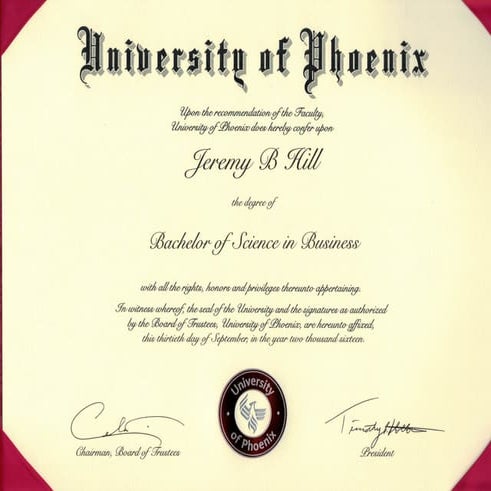 University of Phoenix
Upon the recommendation of the Faculty,
University of Phoenix does hereby confer upon
Jeremy B Hill
the degree of
Bachelor of Science in Business
with all the rights, honors and privileges thereunto appertaining.
In witness whereof, the seal of the University and the signatures as authorized
by the Board of Trustees, University of Phoenix, are hereunto affixed,
this thirtieth day of September, in the year two thousand sixteen.
University
of Phoenix
Chairman, Board of Trustees
Timothy
President